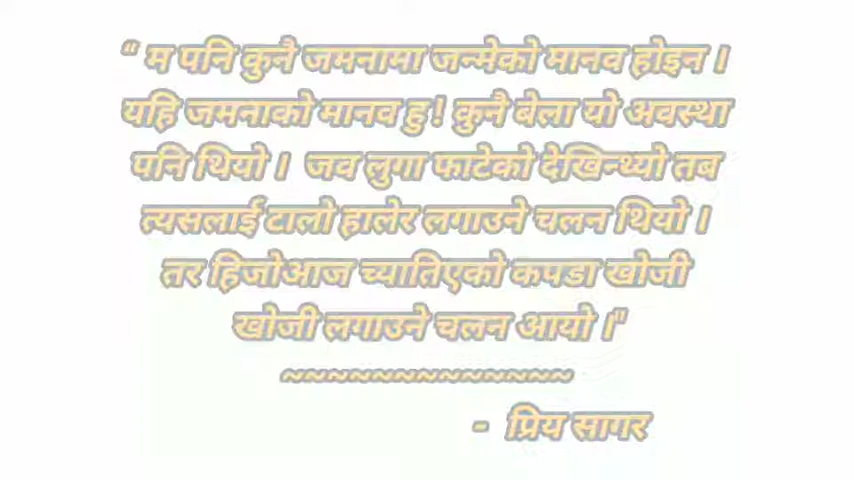 “ म पनि कुनै जमनामा जन्मेको मानव होइन ।
यहि जमनाको मानव हु ! कुनै बेला यो अवस्था
पनि थियो । जव लुगा फाटेको देखिन्थ्यो तब
त्यसलाई टालो हालेर लगाउने चलन थियो ।
तर हिजोआज च्यातिएको कपडा खोजी
खोजी लगाउने चलन आयो ।"
~~~~~~~~~~~~~~~~
- प्रिय सागर